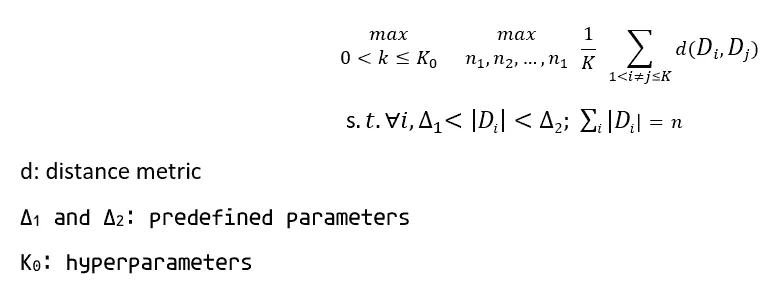 max 0 < k ≤ K₀ max n₁, n₂, …, n₁ 1/K ∑ 1<i≠j≤K d(Dᵢ, Dⱼ)
s. t. ∀i, Δ₁< |Dᵢ| < Δ₂; ∑ᵢ |Dᵢ| = n
d: distance metric
Δ₁ and Δ₂: predefined parameters
K₀: hyperparameters